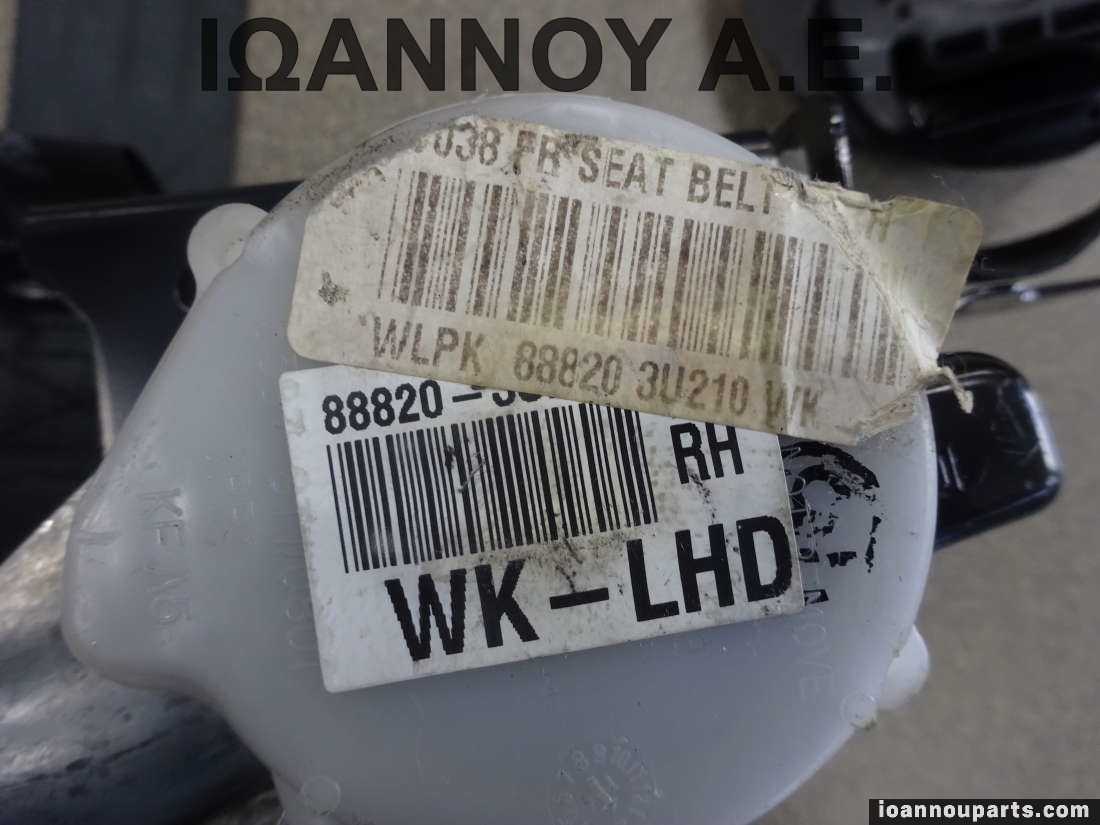 ΙΩΑΝΝΟΥ Α.Ε.
038 FR SEAT BELT
WLPK 88820 3U210 WK
88820-
RH
WK-LHD
ioannouparts.com